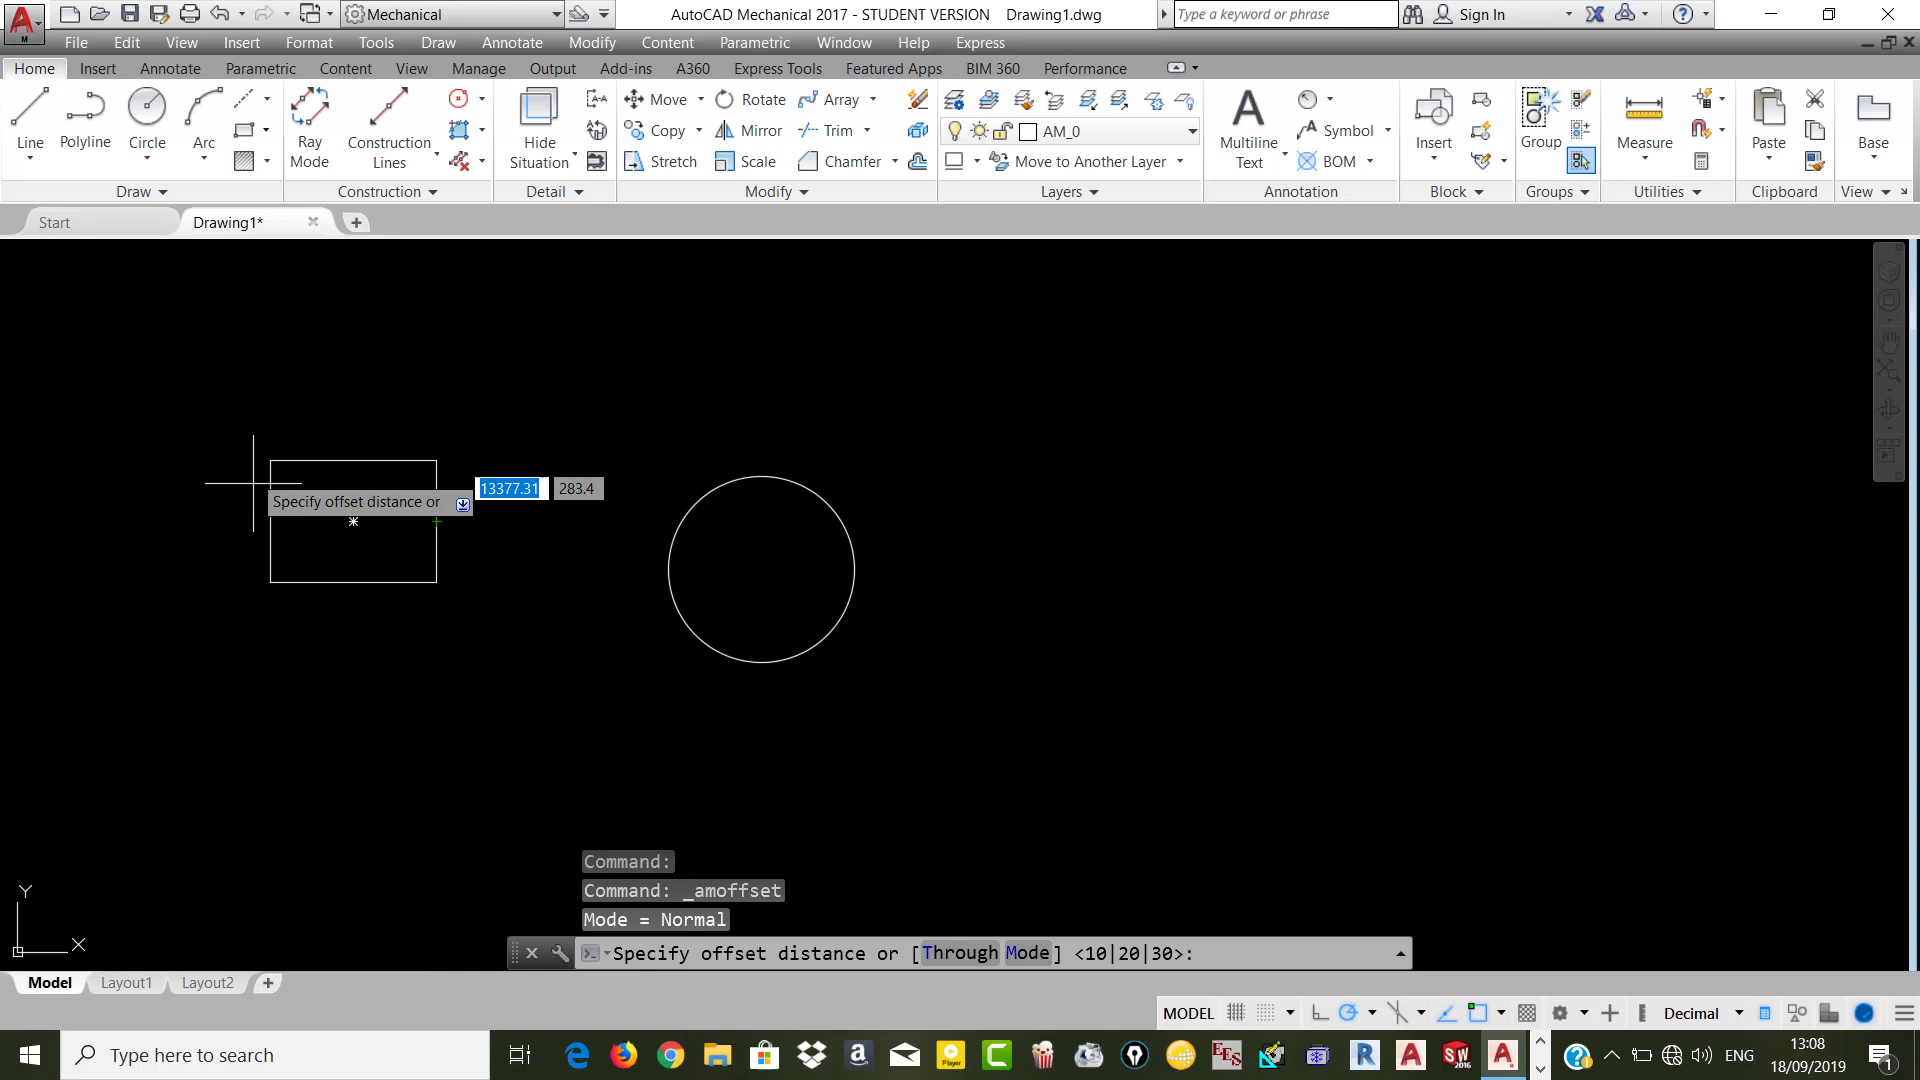 Mechanical
AutoCAD Mechanical 2017 - STUDENT VERSION Drawing1.dwg
Type a keyword or phrase
Sign In
File Edit View Insert Format Tools Draw Annotate Modify Content Parametric Window Help Express
Home Insert Annotate Parametric Content View Manage Output Add-ins A360 Express Tools Featured Apps BIM 360 Performance
Line
Polyline
Circle
Arc
Ray
Mode
Construction
Lines
Hide
Situation
Move Rotate Array
Copy Mirror Trim
Stretch Scale Chamfer
AM_0
Move to Another Layer
Multiline
Text
Symbol
BOM
Insert
Group
Measure
Paste
Base
Draw Construction Detail Modify Layers Annotation Block Groups Utilities Clipboard View
Start Drawing1*
Specify offset distance or
13377.31 283.4
Command:
Command: _amoffset
Mode = Normal
Specify offset distance or [Through Mode] <10|20|30>:
Y
X
Model Layout1 Layout2
MODEL
Decimal
Type here to search
Player
EES
SW
2016
ENG
13:08
18/09/2019
1